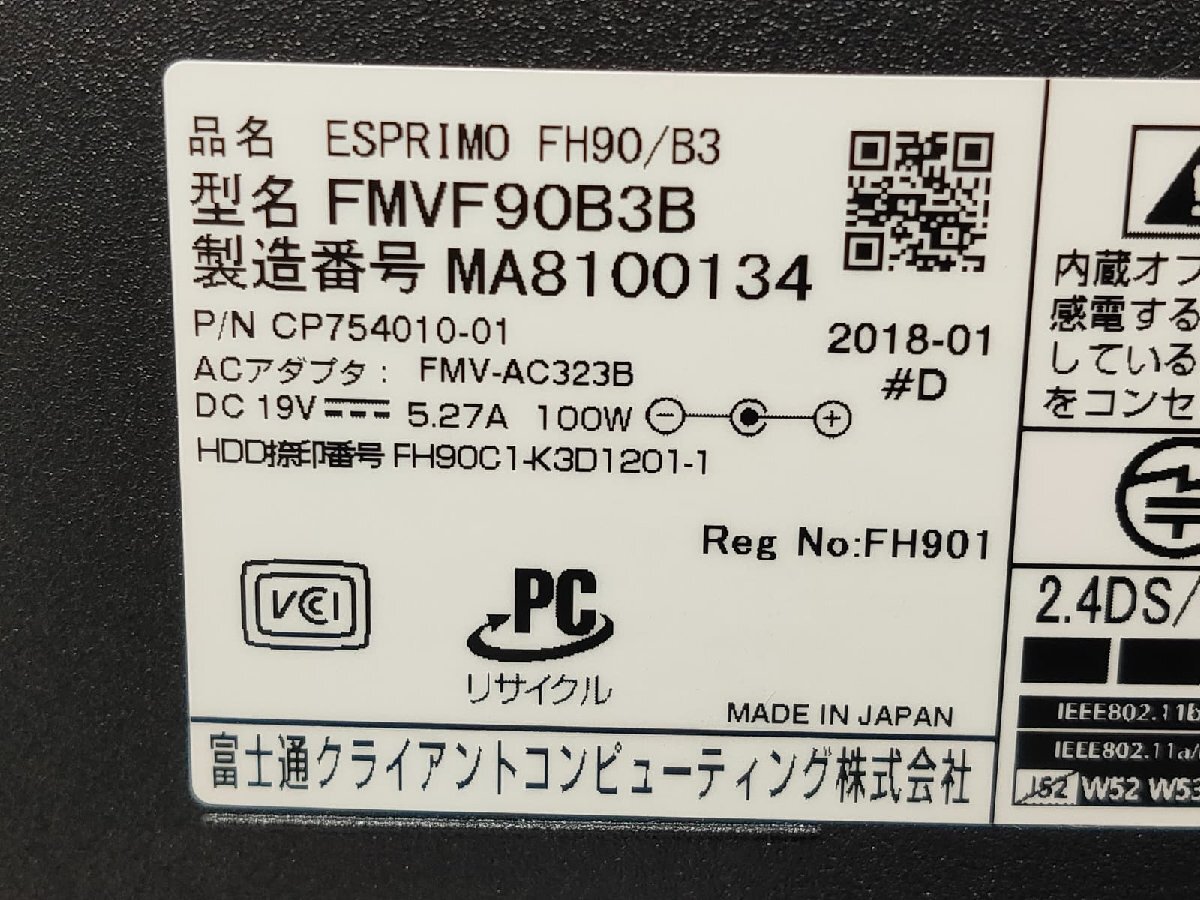 品名 ESPRIMO FH90/B3
型名 FMVF90B3B
製造番号 MA8100134
P/N CP754010-01
2018-01
ACアダプタ: FMV-AC323B
#D
DC 19V 5.27A 100W
HDD捺印番号 FH90C1-K3D1201-1
Reg No:FH901
VCCI
PC
リサイクル
MADE IN JAPAN
富士通クライアントコンピューティング株式会社
内蔵オプ
感電する
している
をコンセ
2.4DS/
IEEE802.11b
IEEE802.11a/
J52 W52 W53